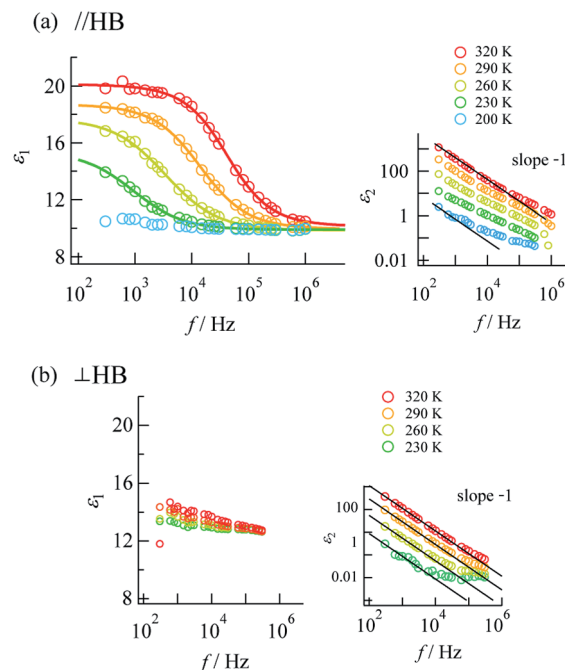 (a) //HB
20
16
12
8
ε1
10^2 10^3 10^4 10^5 10^6
f / Hz
320 K
290 K
260 K
230 K
200 K
slope -1
100
1
0.01
ε2
10^2 10^4 10^6
f / Hz
(b) ⊥HB
20
16
12
8
ε1
10^2 10^4 10^6
f / Hz
320 K
290 K
260 K
230 K
slope -1
100
1
0.01
ε2
10^2 10^4 10^6
f / Hz